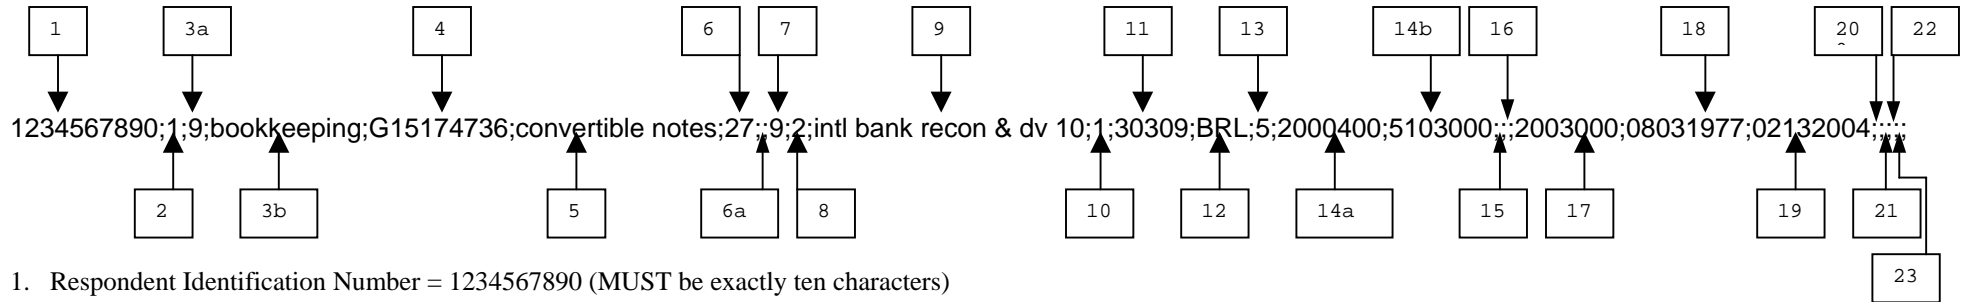 1 3a 4 6 7 9 11 13 14b 16 18 20 22
1234567890;1;9;bookkeeping;G15174736;convertible notes;27;;9;2;intl bank recon & dv 10;1;30309;BRL;5;2000400;5103000;;;2003000;08031977;02132004;;;;;
2 3b 5 6a 8 10 12 14a 15 17 19 21
23
1. Respondent Identification Number = 1234567890 (MUST be exactly ten characters)